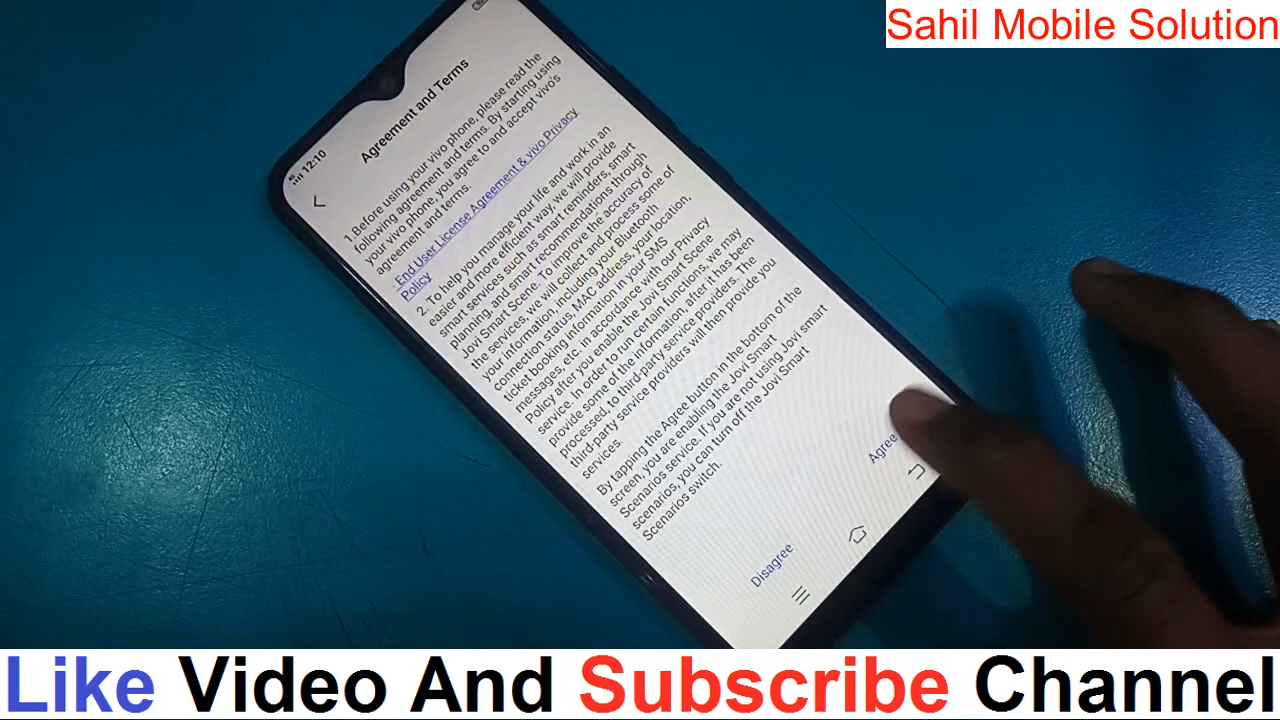 Sahil Mobile Solution
12:10
Agreement and Terms
1.Before using your vivo phone, please read the
following agreement and terms. By starting using
your vivo phone, you agree to and accept vivo's
agreement and terms.
End User License Agreement & vivo Privacy
Policy
2. To help you manage your life and work in an
easier and more efficient way, we will provide
smart services such as smart reminders, smart
planning, and smart recommendations through
Jovi Smart Scene. To improve the accuracy of
the services, we will collect and process some of
your information, including your Bluetooth
connection status, MAC address, your location,
ticket booking information in your SMS
messages, etc. in accordance with our Privacy
Policy after you enable the Jovi Smart Scene
service. In order to run certain functions, we may
provide some of the information, after it has been
processed, to third-party service providers. The
third-party service providers will then provide you
services.
By tapping the Agree button in the bottom of the
screen, you are enabling the Jovi Smart
Scenarios service. If you are not using Jovi smart
scenarios, you can turn off the Jovi Smart
Scenarios switch.
Disagree
Agree
Like Video And Subscribe Channel